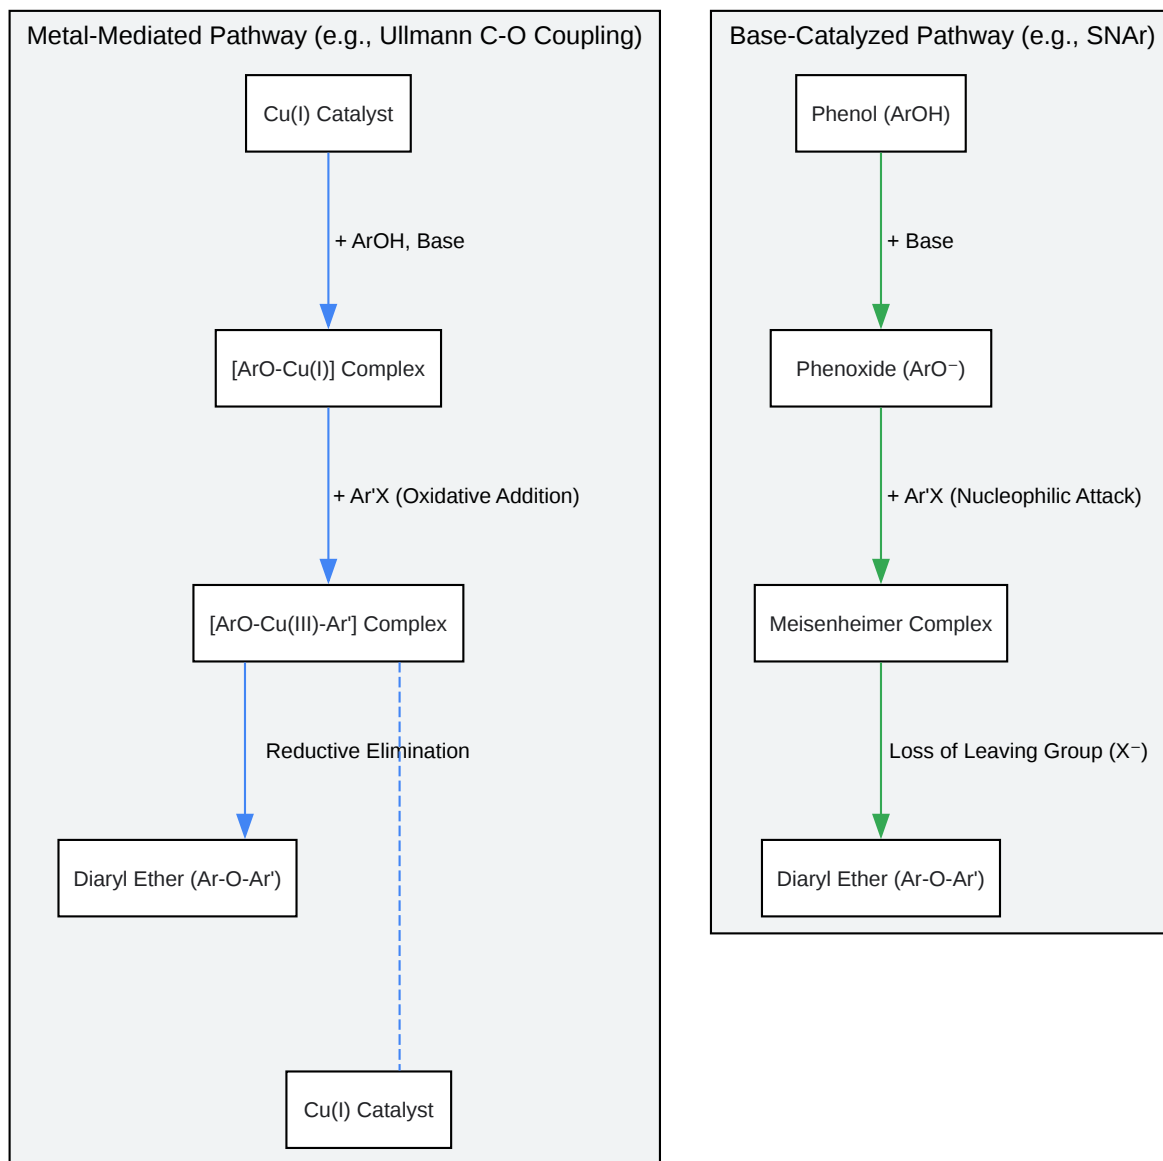 Metal-Mediated Pathway (e.g., Ullmann C-O Coupling)
Cu(I) Catalyst
+ ArOH, Base
[ArO-Cu(I)] Complex
+ Ar'X (Oxidative Addition)
[ArO-Cu(III)-Ar'] Complex
Reductive Elimination
Diaryl Ether (Ar-O-Ar')
Cu(I) Catalyst
Base-Catalyzed Pathway (e.g., SNAr)
Phenol (ArOH)
+ Base
Phenoxide (ArO⁻)
+ Ar'X (Nucleophilic Attack)
Meisenheimer Complex
Loss of Leaving Group (X⁻)
Diaryl Ether (Ar-O-Ar')